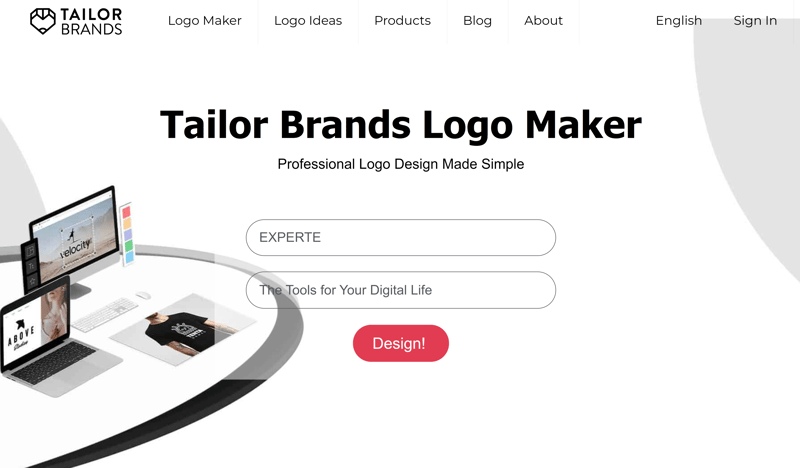 TAILOR
BRANDS
Logo Maker
Logo Ideas
Products
Blog
About
English
Sign In
Tailor Brands Logo Maker
Professional Logo Design Made Simple
EXPERTE
The Tools for Your Digital Life
Design!
velocity
ABOVE